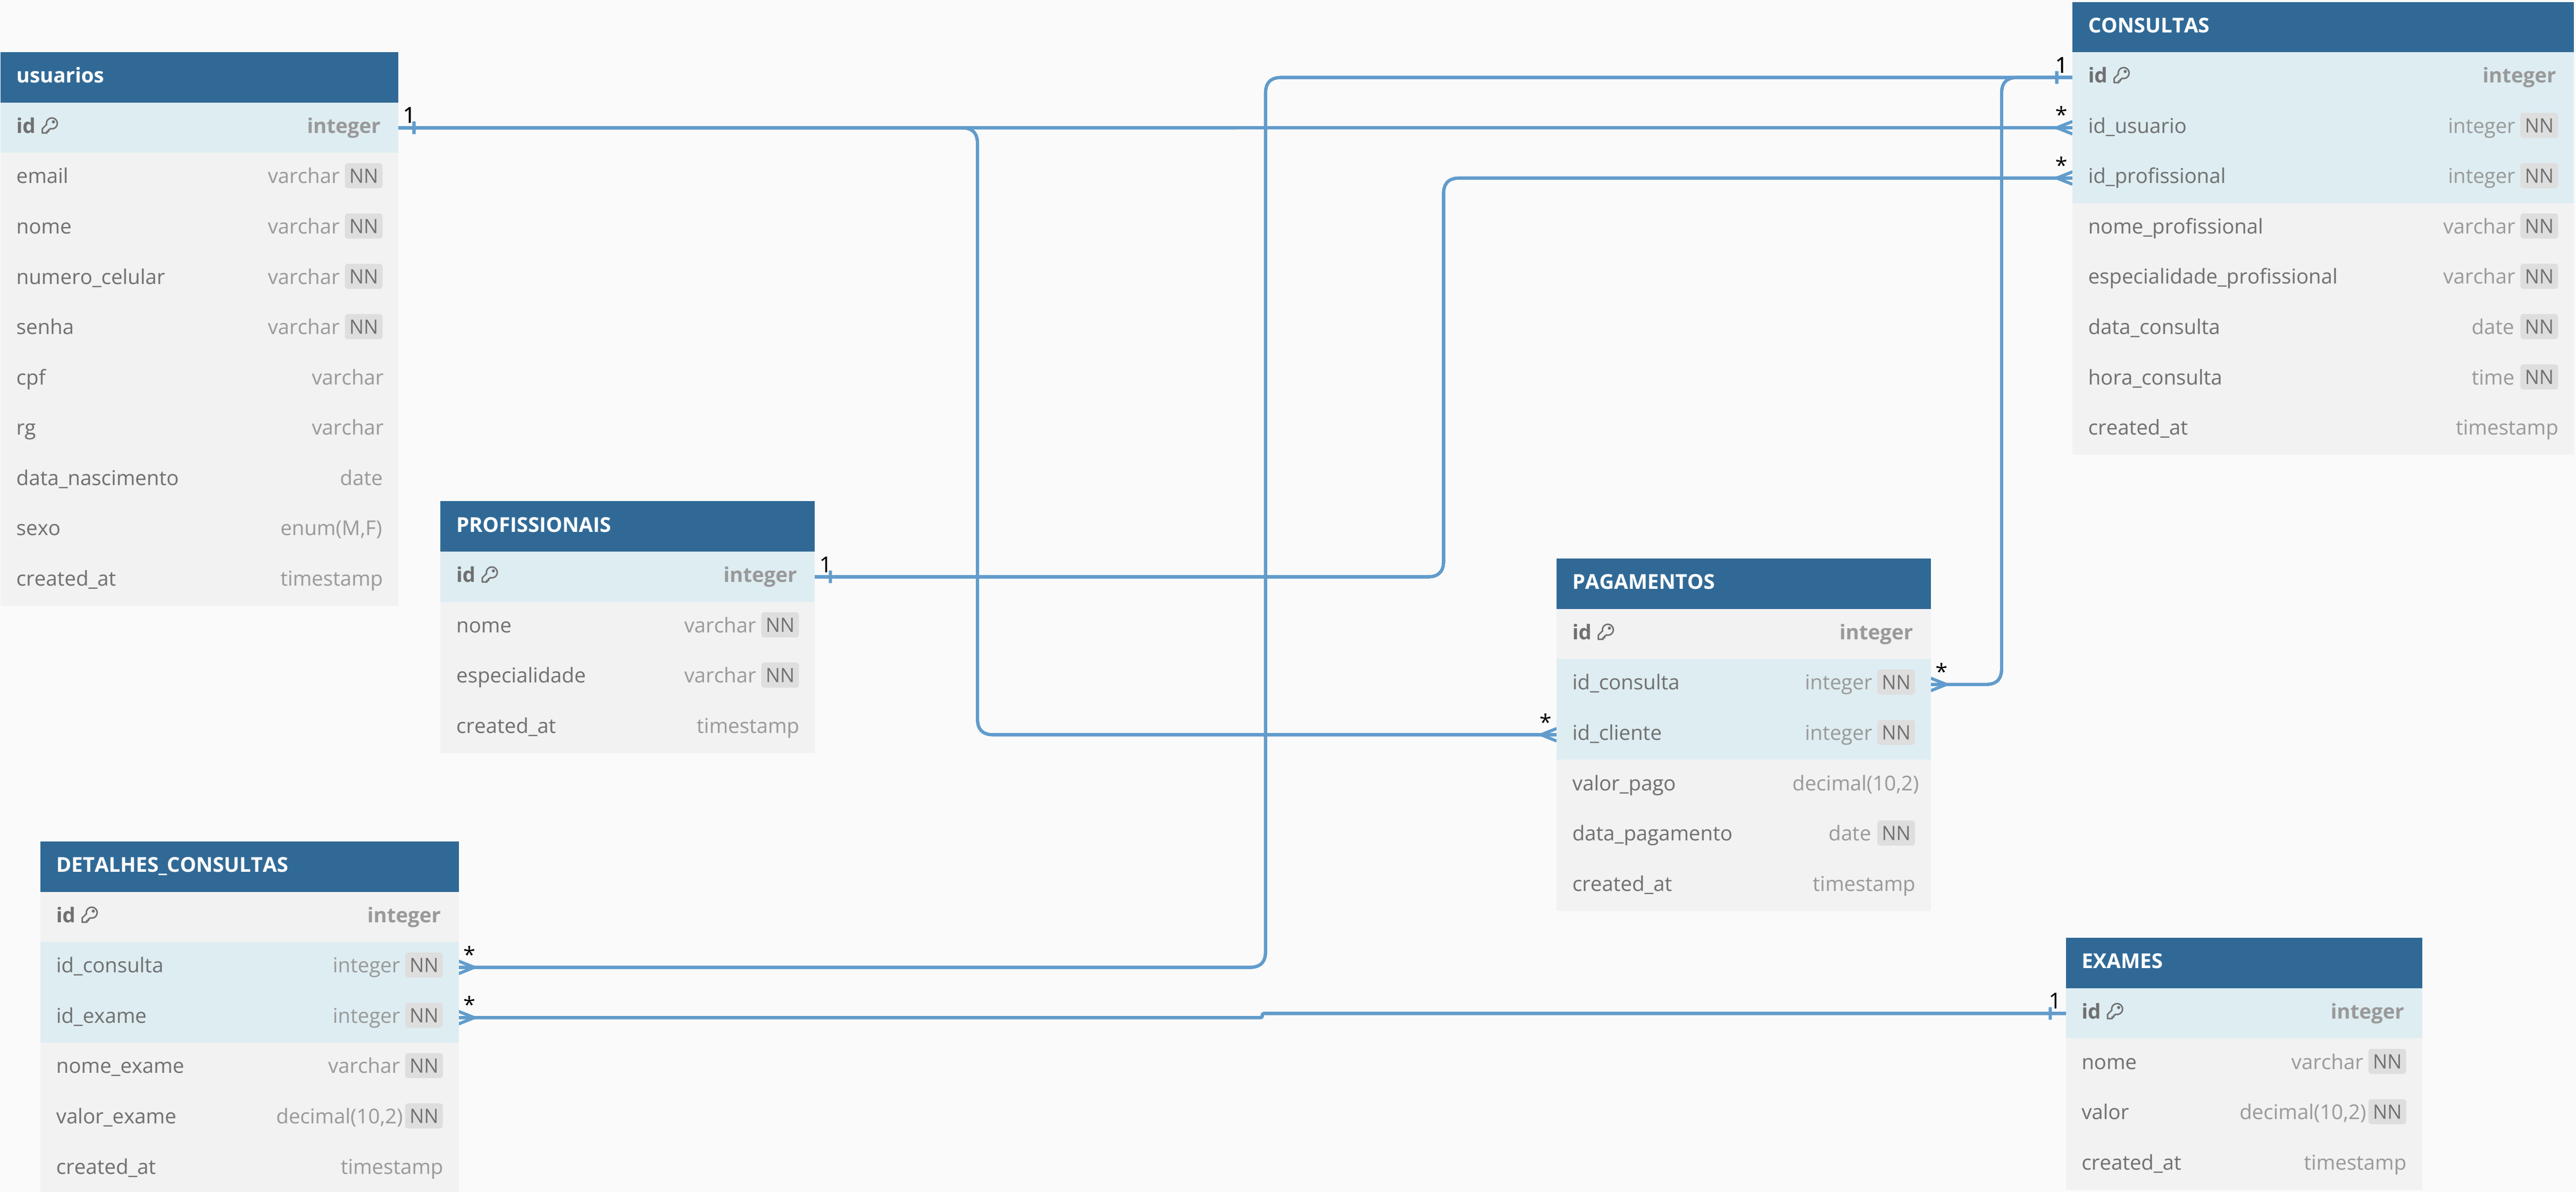 usuarios
id integer
email varchar NN
nome varchar NN
numero_celular varchar NN
senha varchar NN
cpf varchar
rg varchar
data_nascimento date
sexo enum(M,F)
created_at timestamp
1
CONSULTAS
id integer
id_usuario integer NN
id_profissional integer NN
nome_profissional varchar NN
especialidade_profissional varchar NN
data_consulta date NN
hora_consulta time NN
created_at timestamp
1
*
*
PROFISSIONAIS
id integer
nome varchar NN
especialidade varchar NN
created_at timestamp
1
PAGAMENTOS
id integer
id_consulta integer NN
id_cliente integer NN
valor_pago decimal(10,2)
data_pagamento date NN
created_at timestamp
*
*
DETALHES_CONSULTAS
id integer
id_consulta integer NN
id_exame integer NN
nome_exame varchar NN
valor_exame decimal(10,2) NN
created_at timestamp
*
*
EXAMES
id integer
nome varchar NN
valor decimal(10,2) NN
created_at timestamp
1